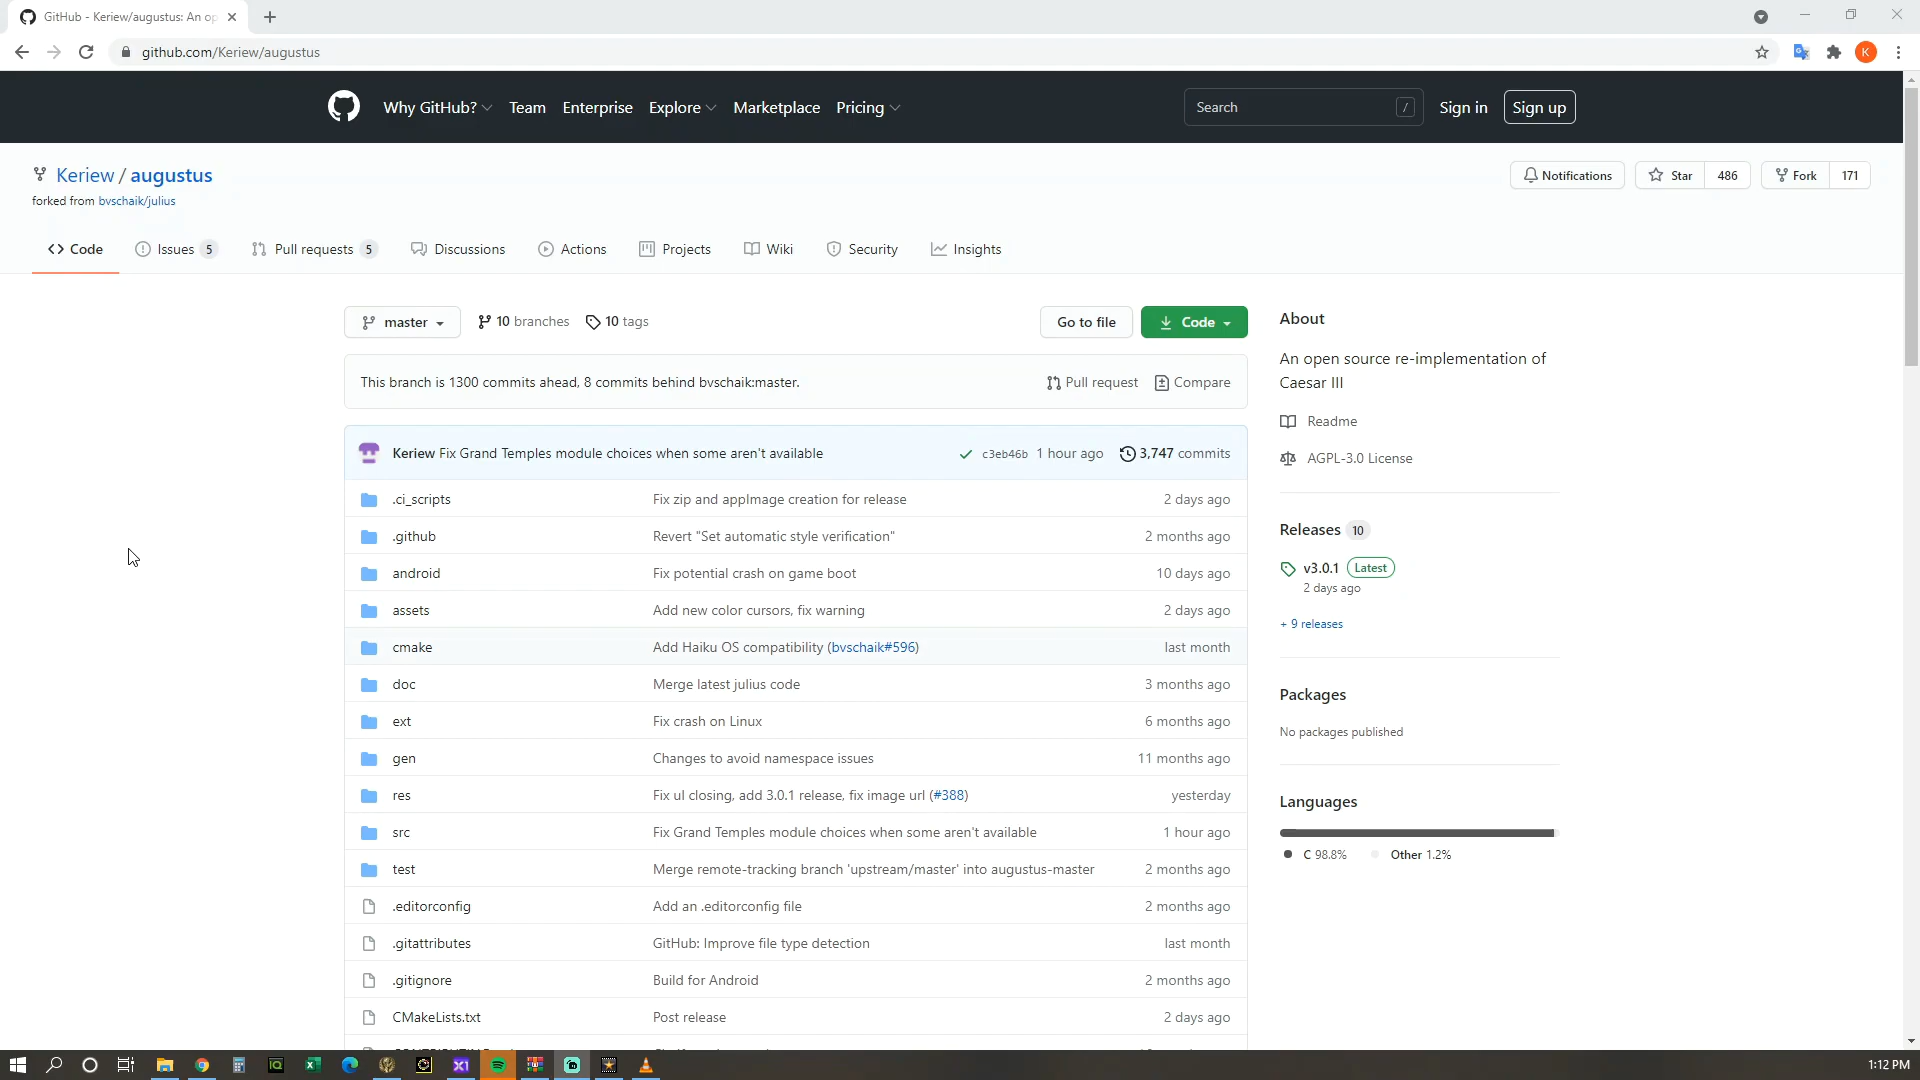 GitHub - Keriew/augustus: An op
github.com/Keriew/augustus
K
Why GitHub? Team Enterprise Explore Marketplace Pricing Search / Sign in Sign up
Keriew / augustus
Notifications Star 486 Fork 171
forked from bvschaik/julius
Code Issues 5 Pull requests 5 Discussions Actions Projects Wiki Security Insights
master 10 branches 10 tags Go to file Code
This branch is 1300 commits ahead, 8 commits behind bvschaik:master. Pull request Compare
Keriew Fix Grand Temples module choices when some aren't available c3eb46b 1 hour ago 3,747 commits
.ci_scripts Fix zip and appImage creation for release 2 days ago
.github Revert "Set automatic style verification" 2 months ago
android Fix potential crash on game boot 10 days ago
assets Add new color cursors, fix warning 2 days ago
cmake Add Haiku OS compatibility (bvschaik#596) last month
doc Merge latest julius code 3 months ago
ext Fix crash on Linux 6 months ago
gen Changes to avoid namespace issues 11 months ago
res Fix ul closing, add 3.0.1 release, fix image url (#388) yesterday
src Fix Grand Temples module choices when some aren't available 1 hour ago
test Merge remote-tracking branch 'upstream/master' into augustus-master 2 months ago
.editorconfig Add an .editorconfig file 2 months ago
.gitattributes GitHub: Improve file type detection last month
.gitignore Build for Android 2 months ago
CMakeLists.txt Post release 2 days ago
About
An open source re-implementation of
Caesar III
Readme
AGPL-3.0 License
Releases 10
v3.0.1 Latest
2 days ago
+ 9 releases
Packages
No packages published
Languages
C 98.8% Other 1.2%
1:12 PM